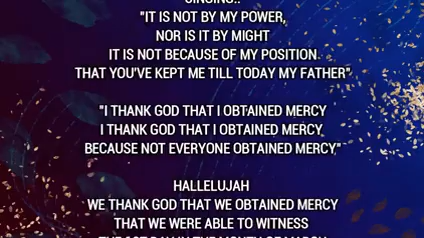 SINGING..
"IT IS NOT BY MY POWER,
NOR IS IT BY MIGHT
IT IS NOT BECAUSE OF MY POSITION
THAT YOU'VE KEPT ME TILL TODAY MY FATHER"
"I THANK GOD THAT I OBTAINED MERCY
I THANK GOD THAT I OBTAINED MERCY
BECAUSE NOT EVERYONE OBTAINED MERCY"
HALLELUJAH
WE THANK GOD THAT WE OBTAINED MERCY
THAT WE WERE ABLE TO WITNESS